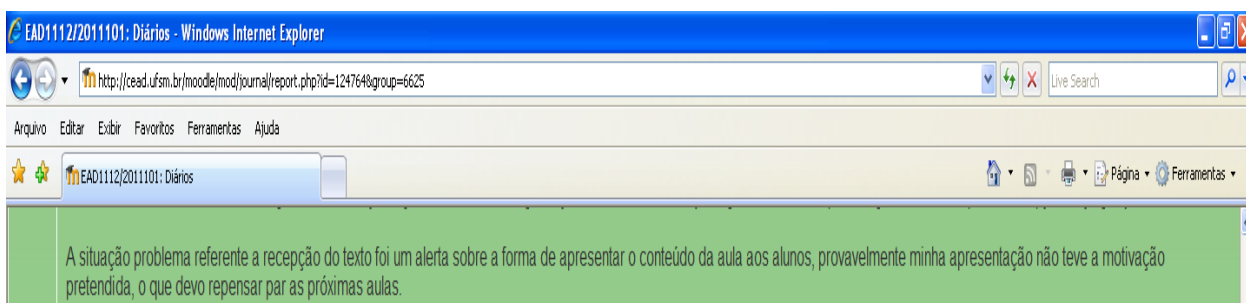 EAD1112/2011101: Diários - Windows Internet Explorer
http://cead.ufsm.br/moodle/mod/journal/report.php?id=124764&group=6625
Live Search
Arquivo Editar Exibir Favoritos Ferramentas Ajuda
EAD1112/2011101: Diários
Página Ferramentas
A situação problema referente a recepção do texto foi um alerta sobre a forma de apresentar o conteúdo da aula aos alunos, provavelmente minha apresentação não teve a motivação
pretendida, o que devo repensar par as próximas aulas.